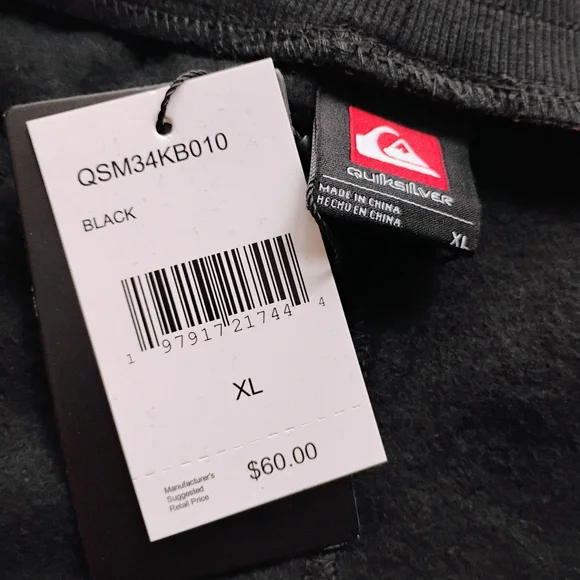 QSM34KB010
BLACK
1 97917 21744 4
XL
$60.00
Manufacturer's
Suggested
Retail Price
QUIKSILVER
MADE IN CHINA
HECHO EN CHINA
XL